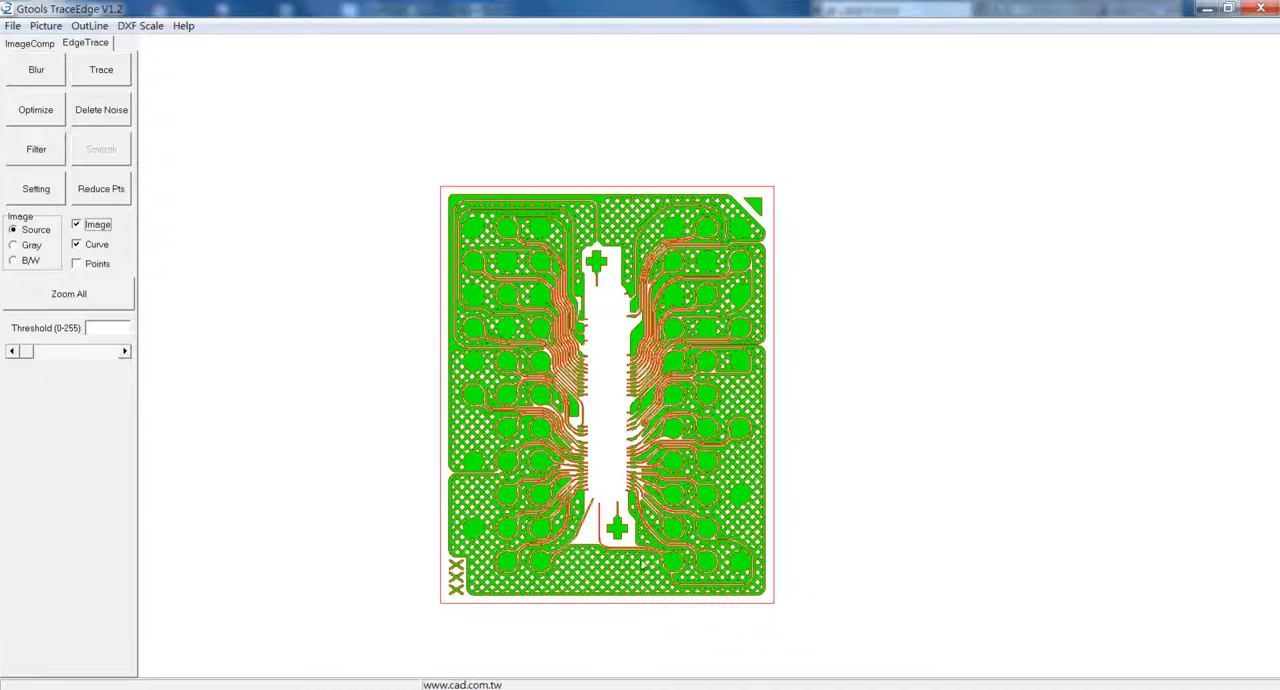 Gtools TraceEdge V1.2
File Picture OutLine DXF Scale Help
ImageComp EdgeTrace
Blur Trace
Optimize Delete Noise
Filter Smooth
Setting Reduce Pts
Image
Source
Gray
B/W
Image
Curve
Points
Zoom All
Threshold (0-255)
XXX
www.cad.com.tw